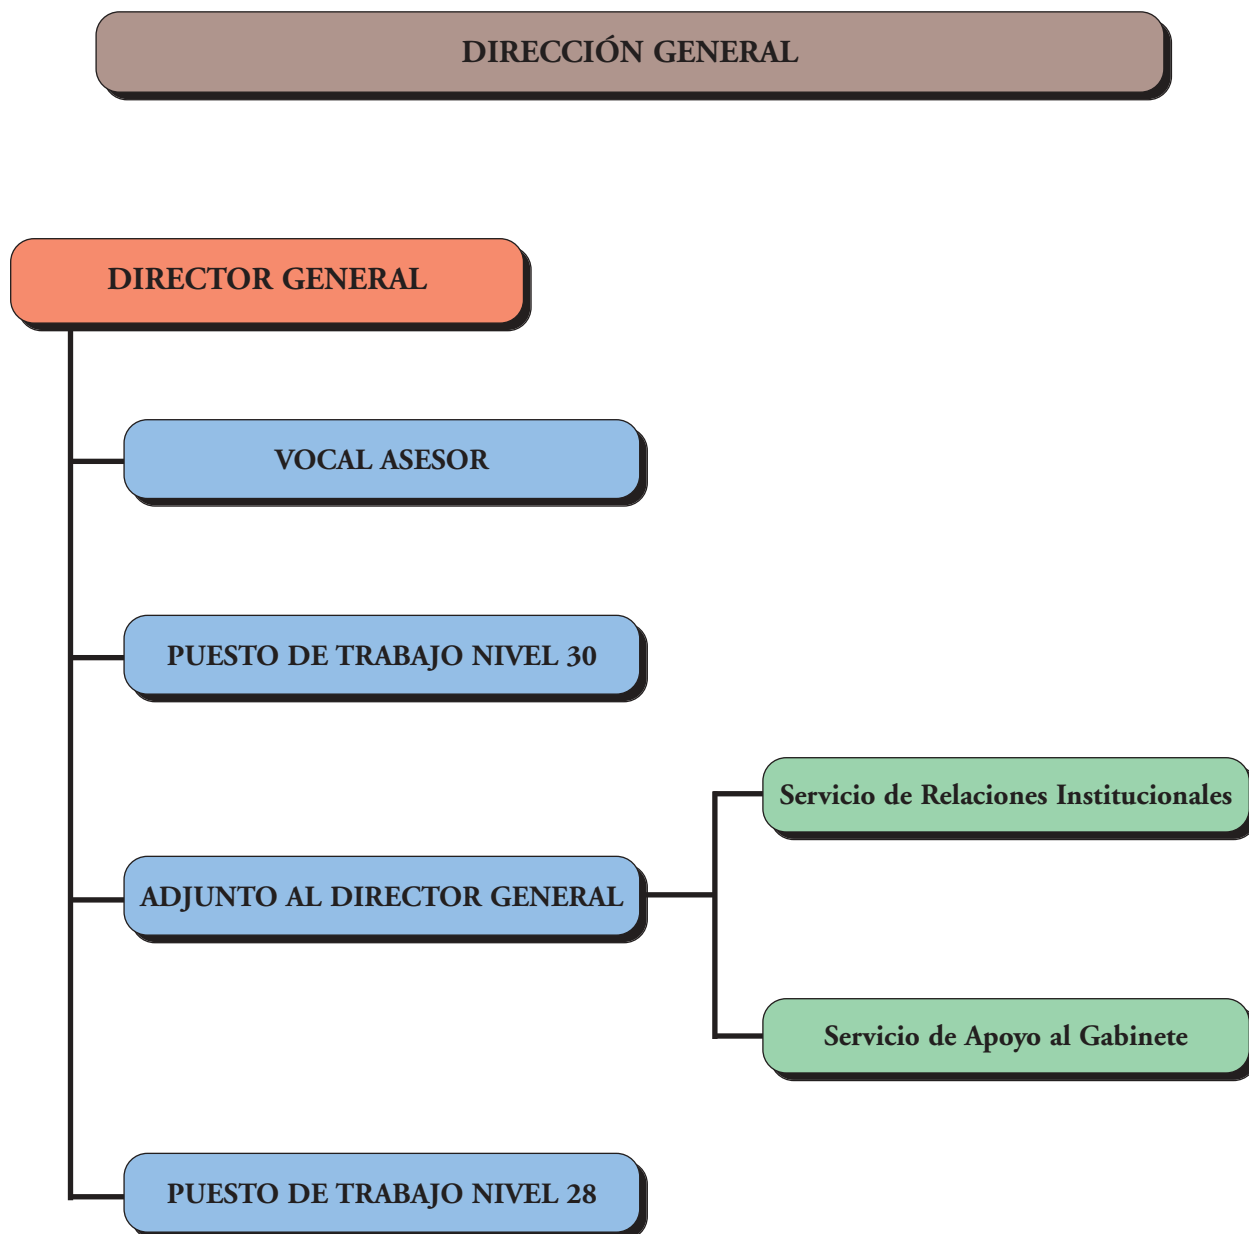 DIRECCIÓN GENERAL
DIRECTOR GENERAL
VOCAL ASESOR
PUESTO DE TRABAJO NIVEL 30
Servicio de Relaciones Institucionales
ADJUNTO AL DIRECTOR GENERAL
Servicio de Apoyo al Gabinete
PUESTO DE TRABAJO NIVEL 28